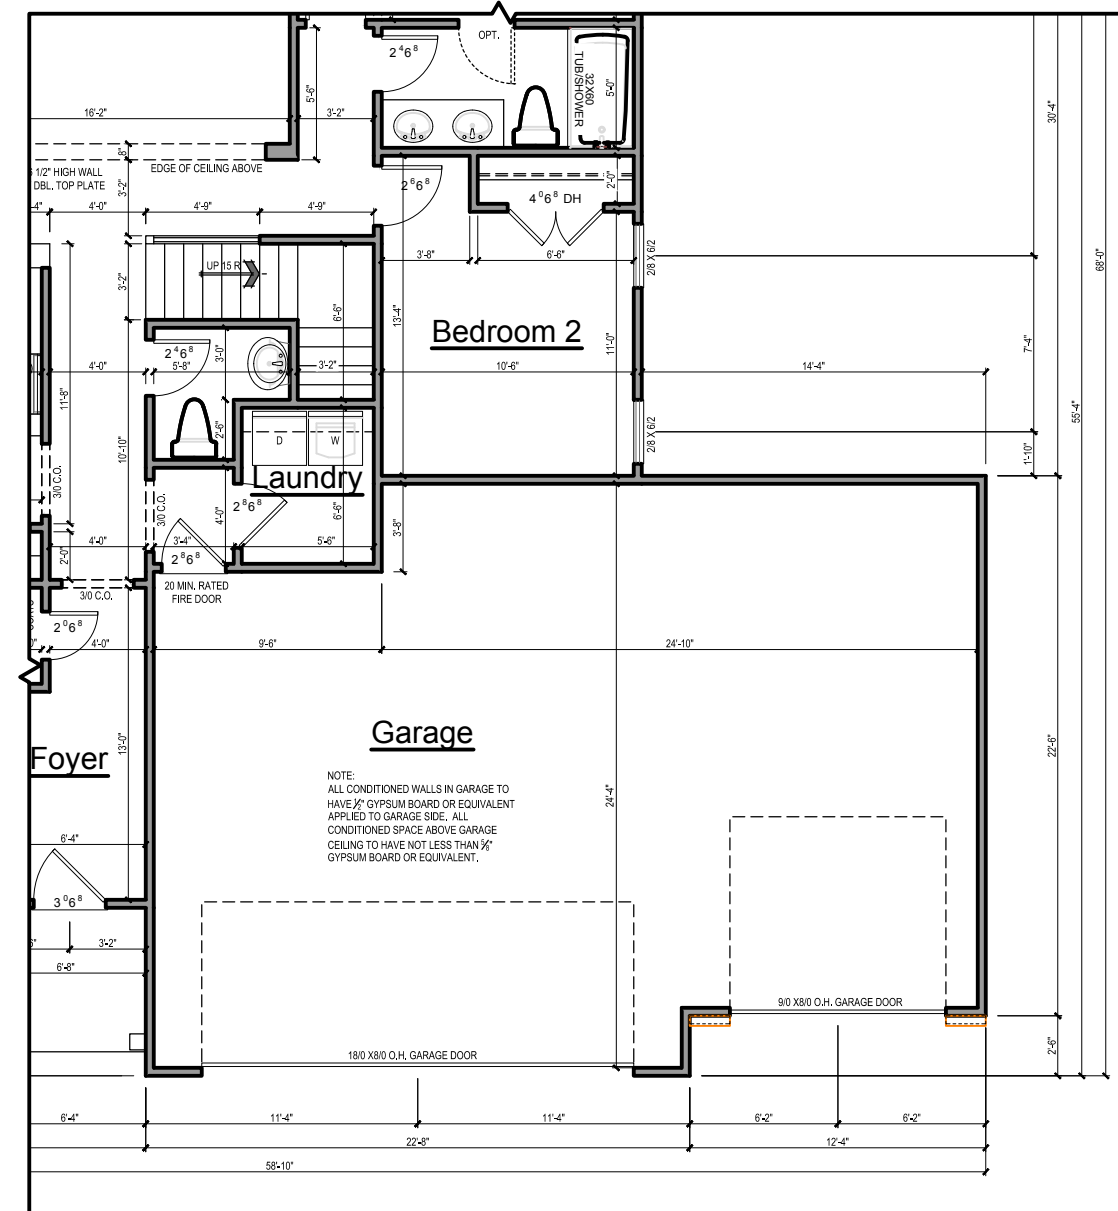 OPT.
2⁴6⁸
32X60
TUB/SHOWER
5'-0"
5'-6"
30'-4"
16'-2"
3'-2"
8"
EDGE OF CEILING ABOVE
1/2" HIGH WALL
DBL. TOP PLATE
3'-2"
2⁶6⁸
2'-0"
4⁰6⁸ DH
4'-0"
4'-9"
4'-9"
3'-8"
6'-6"
2/8 X 6/2
68'-0"
UP 15 R
3'-2"
6'-6"
13'-4"
Bedroom 2
11'-0"
7'-4"
2⁴6⁸
3'-0"
4'-0"
5'-8"
3'-2"
10'-6"
14'-4"
11'-8"
55'-4"
10'-10"
2'-6"
D
W
2/8 X 6/2
1'-10"
Laundry
3/0 C.O.
3/0 C.O.
4'-0"
2⁸6⁸
6'-6"
3'-8"
4'-0"
3'-4"
5'-6"
2'-0"
2⁸6⁸
20 MIN. RATED
FIRE DOOR
3/0 C.O.
2⁰6⁸
4'-0"
9'-6"
24'-10"
Garage
Foyer
13'-0"
22'-6"
NOTE:
ALL CONDITIONED WALLS IN GARAGE TO
HAVE ½" GYPSUM BOARD OR EQUIVALENT
APPLIED TO GARAGE SIDE. ALL
CONDITIONED SPACE ABOVE GARAGE
CEILING TO HAVE NOT LESS THAN ⅝"
GYPSUM BOARD OR EQUIVALENT.
24'-4"
6'-4"
3⁰6⁸
3'-2"
6'-8"
9/0 X8/0 O.H. GARAGE DOOR
18/0 X8/0 O.H. GARAGE DOOR
2'-6"
6'-4"
11'-4"
11'-4"
6'-2"
6'-2"
22'-8"
12'-4"
58'-10"